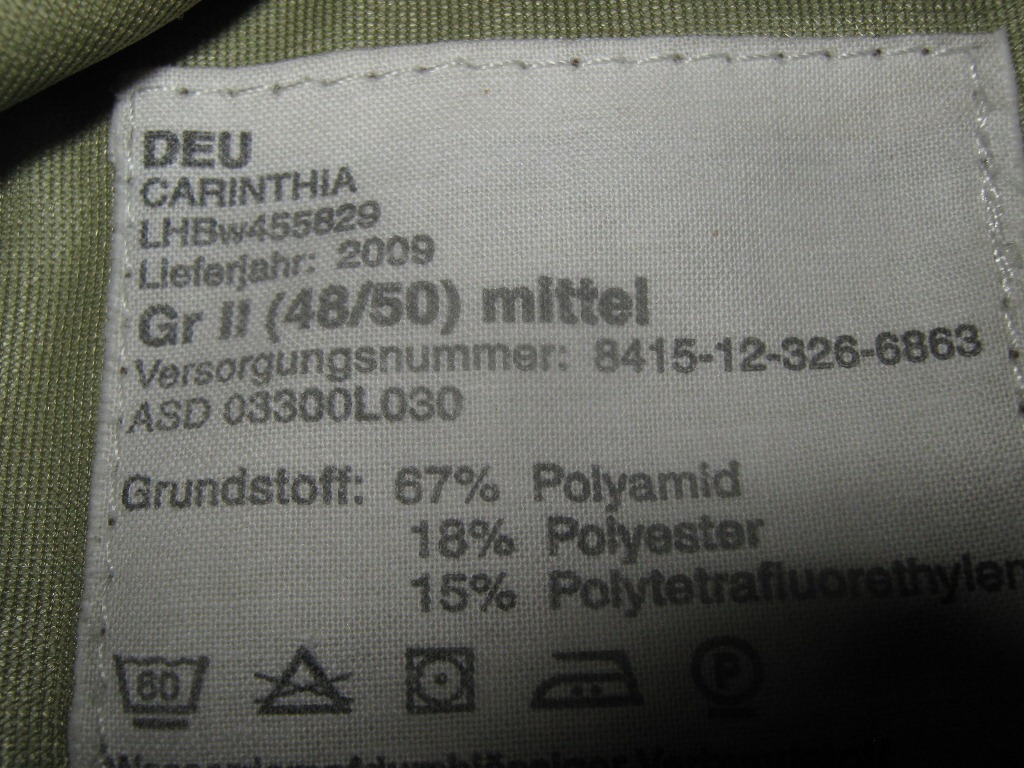 DEU
CARINTHIA
LHBw455829
Lieferjahr: 2009
Gr II (48/50) mittel
Versorgungsnummer: 8415-12-326-6863
ASD 03300L030
Grundstoff: 67% Polyamid
18% Polyester
15% Polytetrafluorethylen
60 P